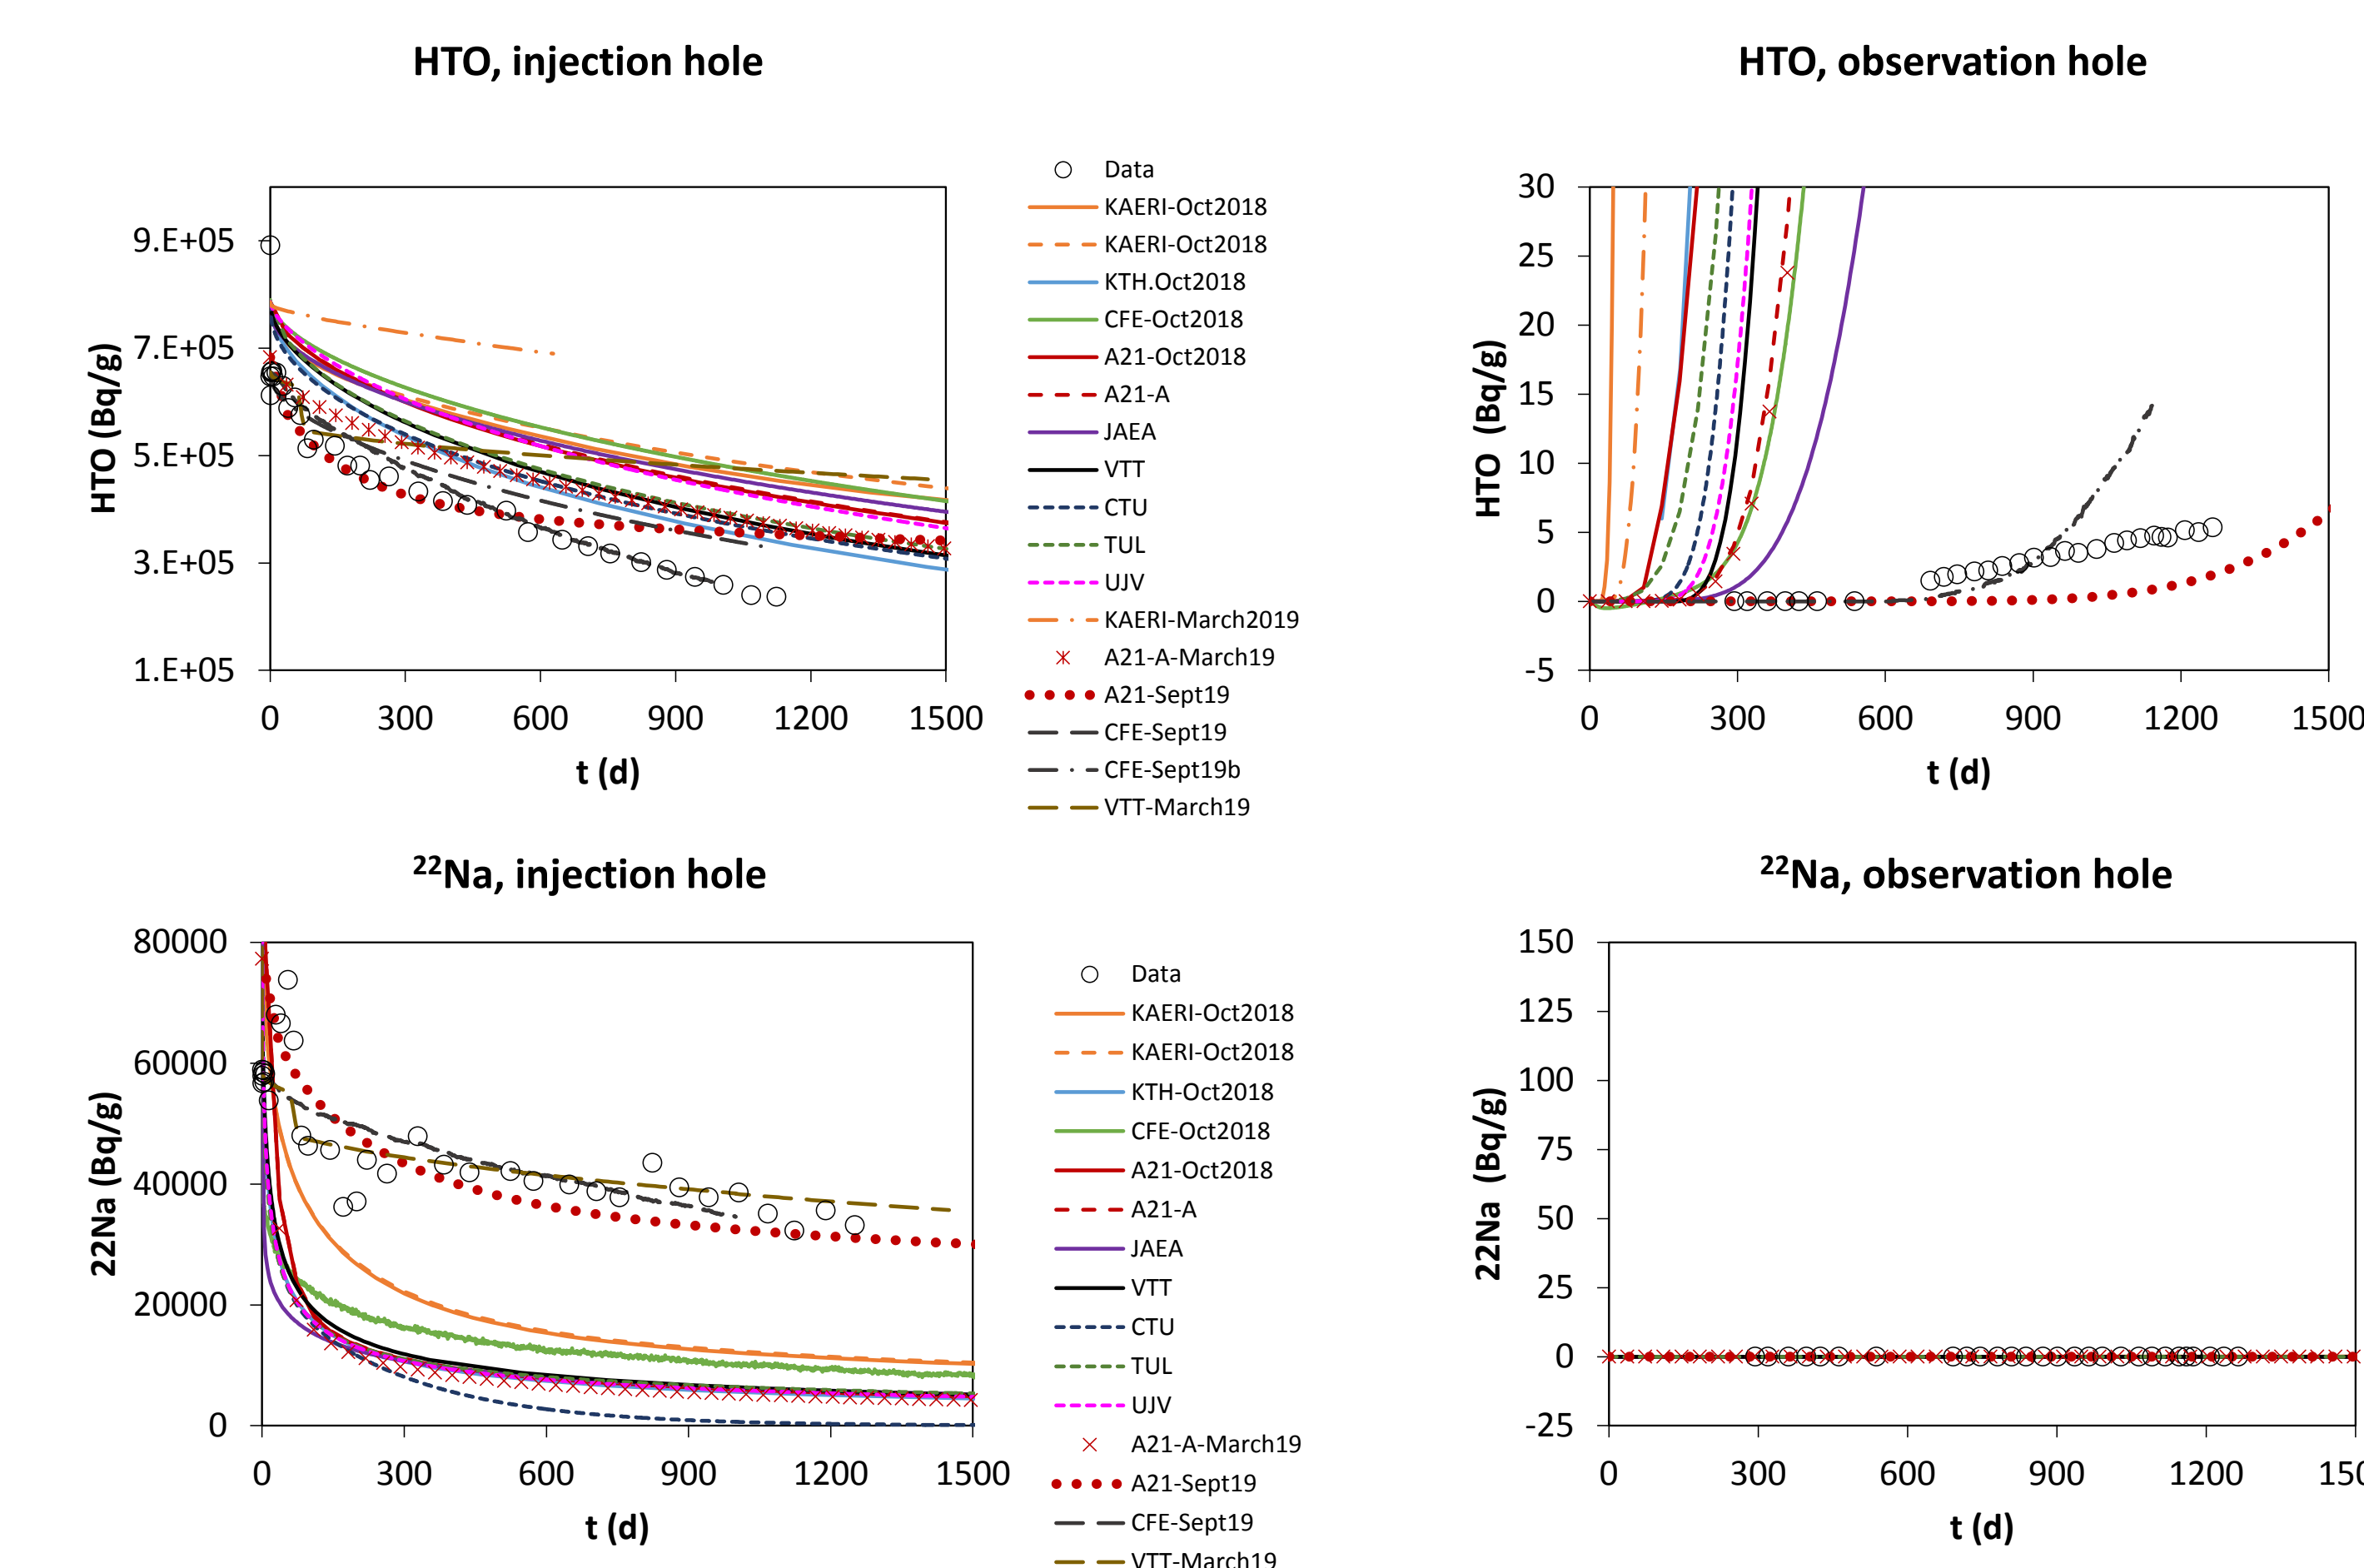 HTO, injection hole
HTO (Bq/g)
9.E+05
7.E+05
5.E+05
3.E+05
1.E+05
0 300 600 900 1200 1500
t (d)
Data
KAERI-Oct2018
KAERI-Oct2018
KTH.Oct2018
CFE-Oct2018
A21-Oct2018
A21-A
JAEA
VTT
CTU
TUL
UJV
KAERI-March2019
A21-A-March19
A21-Sept19
CFE-Sept19
CFE-Sept19b
VTT-March19
HTO, observation hole
HTO (Bq/g)
30
25
20
15
10
5
0
-5
0 300 600 900 1200 1500
t (d)
²²Na, injection hole
22Na (Bq/g)
80000
60000
40000
20000
0
0 300 600 900 1200 1500
t (d)
Data
KAERI-Oct2018
KAERI-Oct2018
KTH-Oct2018
CFE-Oct2018
A21-Oct2018
A21-A
JAEA
VTT
CTU
TUL
UJV
A21-A-March19
A21-Sept19
CFE-Sept19
VTT-March19
²²Na, observation hole
22Na (Bq/g)
150
125
100
75
50
25
0
-25
0 300 600 900 1200 150
t (d)